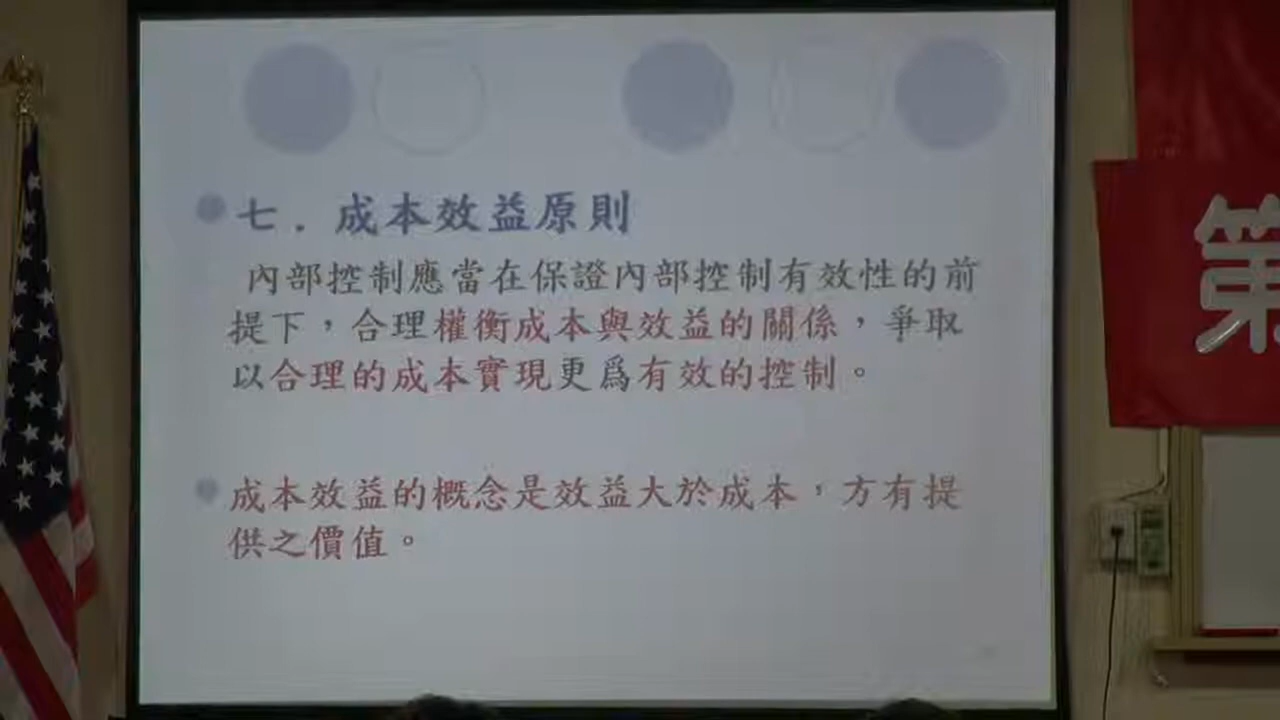 七．成本效益原則
內部控制應當在保證內部控制有效性的前
提下，合理權衡成本與效益的關係，爭取
以合理的成本實現更爲有效的控制。
成本效益的概念是效益大於成本，方有提
供之價值。
第